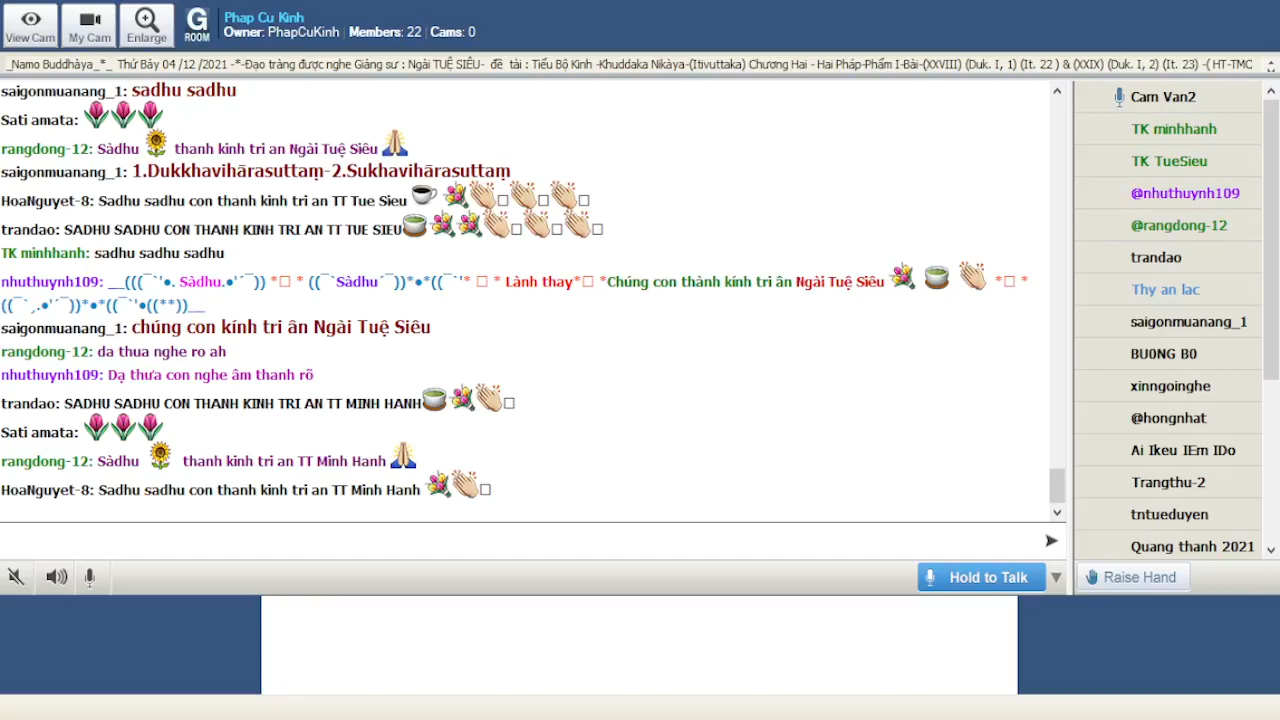 View Cam
My Cam
Enlarge
G
ROOM
Phap Cu Kinh
Owner: PhapCuKinh | Members: 22 | Cams: 0
_Namo Buddhàya_*_ Thứ Bảy 04 /12 /2021 -*-Đạo tràng được nghe Giảng sư : Ngài TUỆ SIÊU- đề tài : Tiểu Bộ Kinh -Khuddaka Nikàya-(Itivuttaka) Chương Hai - Hai Pháp-Phẩm I-Bài-(XXVIII) (Duk. I, 1) (It. 22 ) & (XXIX) (Duk. I, 2) (It. 23) -( HT-TMC
saigonmuanang_1: sadhu sadhu
Sati amata:
rangdong-12: Sàdhu thanh kinh tri an Ngài Tuệ Siêu
saigonmuanang_1: 1.Dukkhavihārasuttaṃ-2.Sukhavihārasuttaṃ
HoaNguyet-8: Sadhu sadhu con thanh kinh tri an TT Tue Sieu
trandao: SADHU SADHU CON THANH KINH TRI AN TT TUE SIEU
TK minhhanh: sadhu sadhu sadhu
nhuthuynh109: __(((¯`'•. Sàdhu.•'´¯)) *□ * ((¯`Sàdhu´¯))*•*((¯`'* □ * Lành thay*□ *Chúng con thành kính tri ân Ngài Tuệ Siêu *□ *
((¯`¸.•'´¯))*•*((¯`'•((**))__
saigonmuanang_1: chúng con kính tri ân Ngài Tuệ Siêu
rangdong-12: da thua nghe ro ah
nhuthuynh109: Dạ thưa con nghe âm thanh rõ
trandao: SADHU SADHU CON THANH KINH TRI AN TT MINH HANH
Sati amata:
rangdong-12: Sàdhu thanh kinh tri an TT Minh Hanh
HoaNguyet-8: Sadhu sadhu con thanh kinh tri an TT Minh Hanh
Hold to Talk
Cam Van2
TK minhhanh
TK TueSieu
@nhuthuynh109
@rangdong-12
trandao
Thy an lac
saigonmuanang_1
BU0NG B0
xinngoinghe
@hongnhat
Ai Ikeu IEm IDo
Trangthu-2
tntueduyen
Quang thanh 2021
Raise Hand